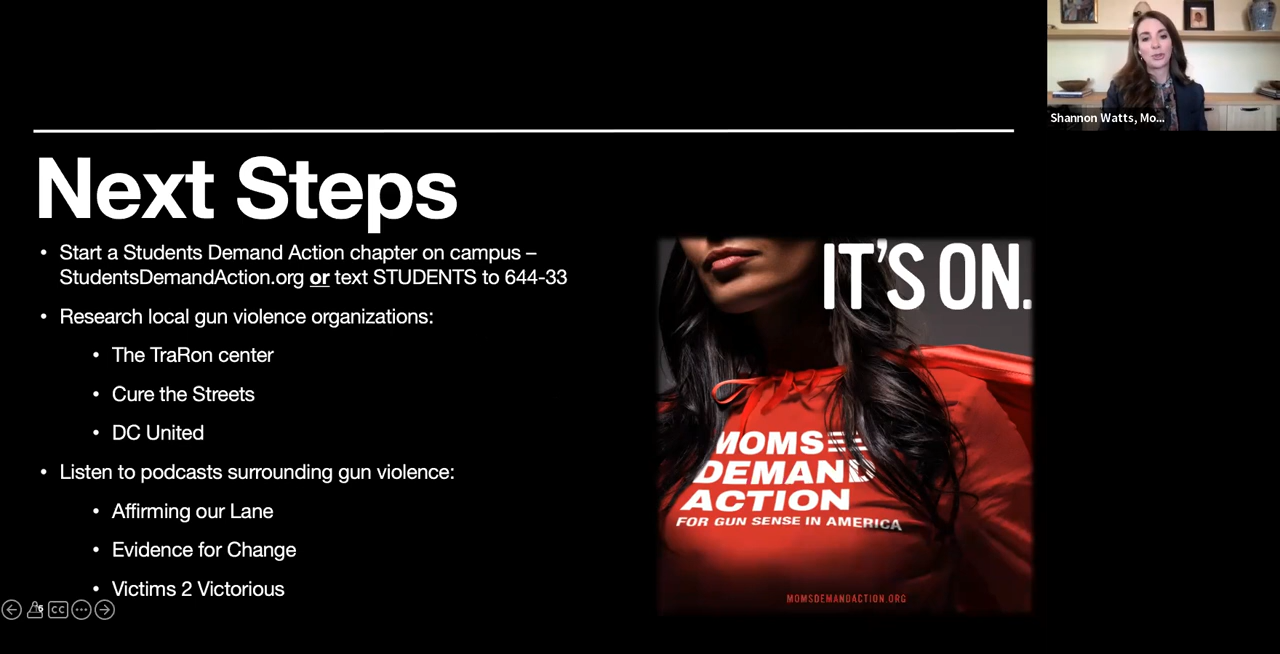 Shannon Watts, Mo...
Next Steps
• Start a Students Demand Action chapter on campus –
StudentsDemandAction.org or text STUDENTS to 644-33
• Research local gun violence organizations:
• The TraRon center
• Cure the Streets
• DC United
• Listen to podcasts surrounding gun violence:
• Affirming our Lane
• Evidence for Change
• Victims 2 Victorious
IT'S ON.
MOMS
DEMAND
ACTION
FOR GUN SENSE IN AMERICA
MOMSDEMANDACTION.ORG
CC